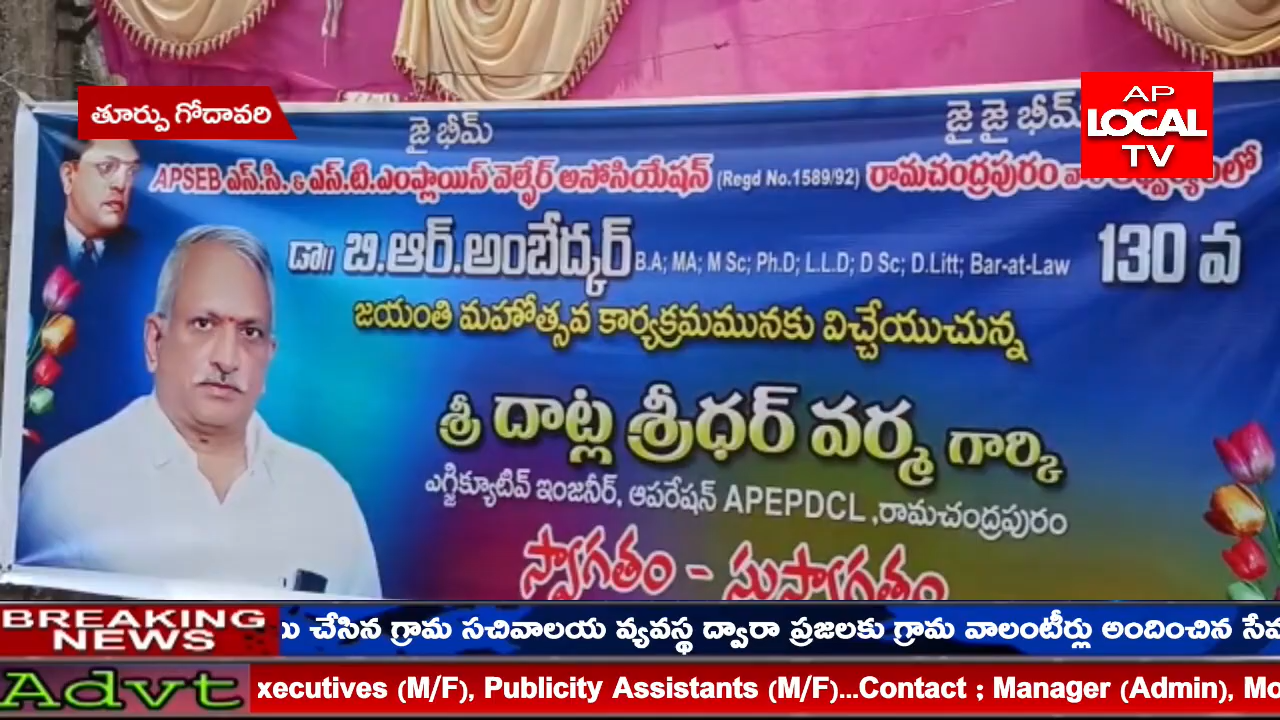 తూర్పు గోదావరి
AP
LOCAL
TV
జై భీమ్
జై జై భీమ్
APSEB ఎస్.సి. & ఎస్.టి.ఎంప్లాయిస్ వెల్ఫేర్ అసోసియేషన్ (Regd No.1589/92) రామచంద్రపురం
డా॥ బి.ఆర్.అంబేద్కర్ B.A; MA; M Sc; Ph.D; L.L.D; D Sc; D.Litt; Bar-at-Law 130 వ
జయంతి మహోత్సవ కార్యక్రమమునకు విచ్చేయుచున్న
శ్రీ దాట్ల శ్రీధర్ వర్మ గార్కి
ఎగ్జిక్యూటివ్ ఇంజనీర్, ఆపరేషన్ APEPDCL ,రామచంద్రపురం
స్వాగతం - సుస్వాగతం
BREAKING
NEWS
చేసిన గ్రామ సచివాలయ వ్యవస్థ ద్వారా ప్రజలకు గ్రామ వాలంటీర్లు అందించిన సేవ
Advt
xecutives (M/F), Publicity Assistants (M/F)...Contact ; Manager (Admin), Mo